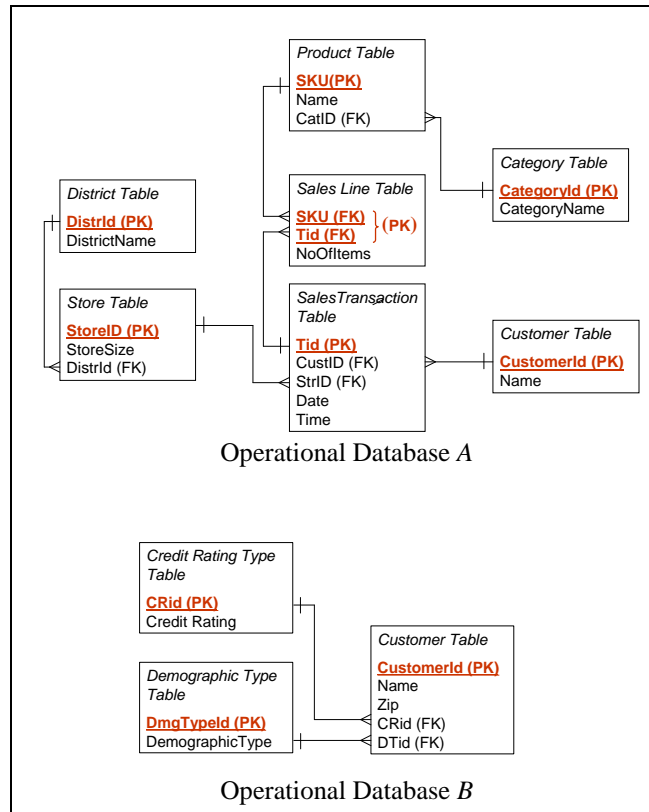 Product Table
SKU(PK)
Name
CatID (FK)
Category Table
CategoryId (PK)
CategoryName
District Table
DistrId (PK)
DistrictName
Sales Line Table
SKU (FK)
Tid (FK)
} (PK)
NoOfItems
Store Table
StoreID (PK)
StoreSize
DistrId (FK)
SalesTransaction
Table
Tid (PK)
CustID (FK)
StrID (FK)
Date
Time
Customer Table
CustomerId (PK)
Name
Operational Database A
Credit Rating Type
Table
CRid (PK)
Credit Rating
Demographic Type
Table
DmgTypeId (PK)
DemographicType
Customer Table
CustomerId (PK)
Name
Zip
CRid (FK)
DTid (FK)
Operational Database B